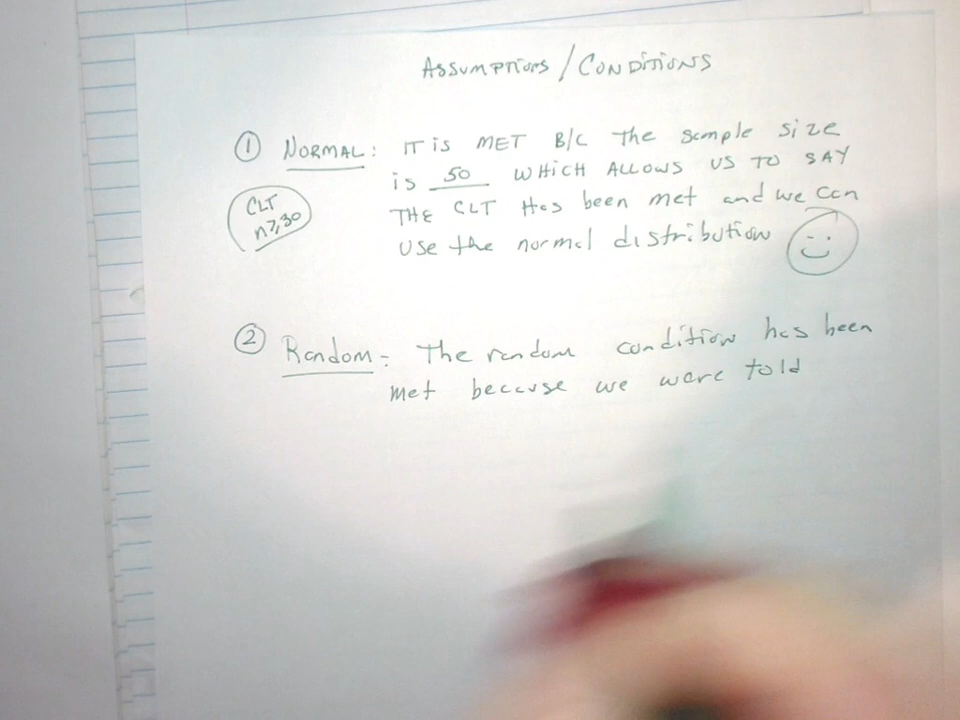 ASSUMPTIONS / CONDITIONS
① NORMAL: IT is MET B/C The sample size
is 50 WHICH ALLOWS US TO SAY
THE CLT Has been met and we can
use the normal distribution
CLT
n≥30
② Random: The random condition has been
met because we were told